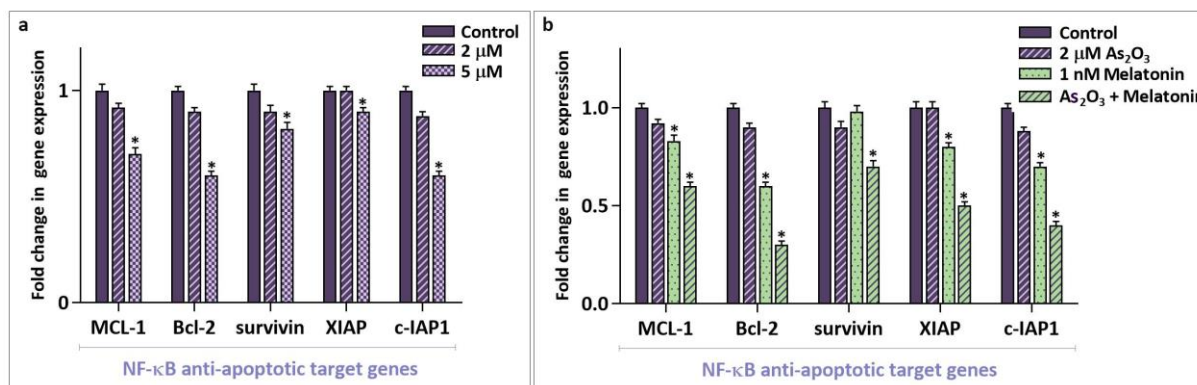 a
Control
2 μM
5 μM
Fold change in gene expression
1
0
* * * * *
MCL-1 Bcl-2 survivin XIAP c-IAP1
NF-κB anti-apoptotic target genes
b
Control
2 μM As₂O₃
1 nM Melatonin
As₂O₃ + Melatonin
Fold change in gene expression
1.0
0.5
0.0
* * * * * * * * *
MCL-1 Bcl-2 survivin XIAP c-IAP1
NF-κB anti-apoptotic target genes